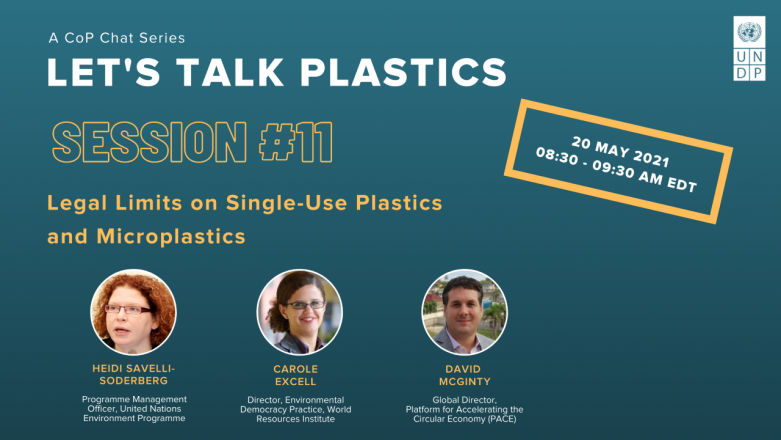 A CoP Chat Series
LET'S TALK PLASTICS
SESSION #11
Legal Limits on Single-Use Plastics
and Microplastics
20 MAY 2021
08:30 - 09:30 AM EDT
U N
D P
HEIDI SAVELLI-
SODERBERG
Programme Management
Officer, United Nations
Environment Programme
CAROLE
EXCELL
Director, Environmental
Democracy Practice, World
Resources Institute
DAVID
MCGINTY
Global Director,
Platform for Accelerating the
Circular Economy (PACE)